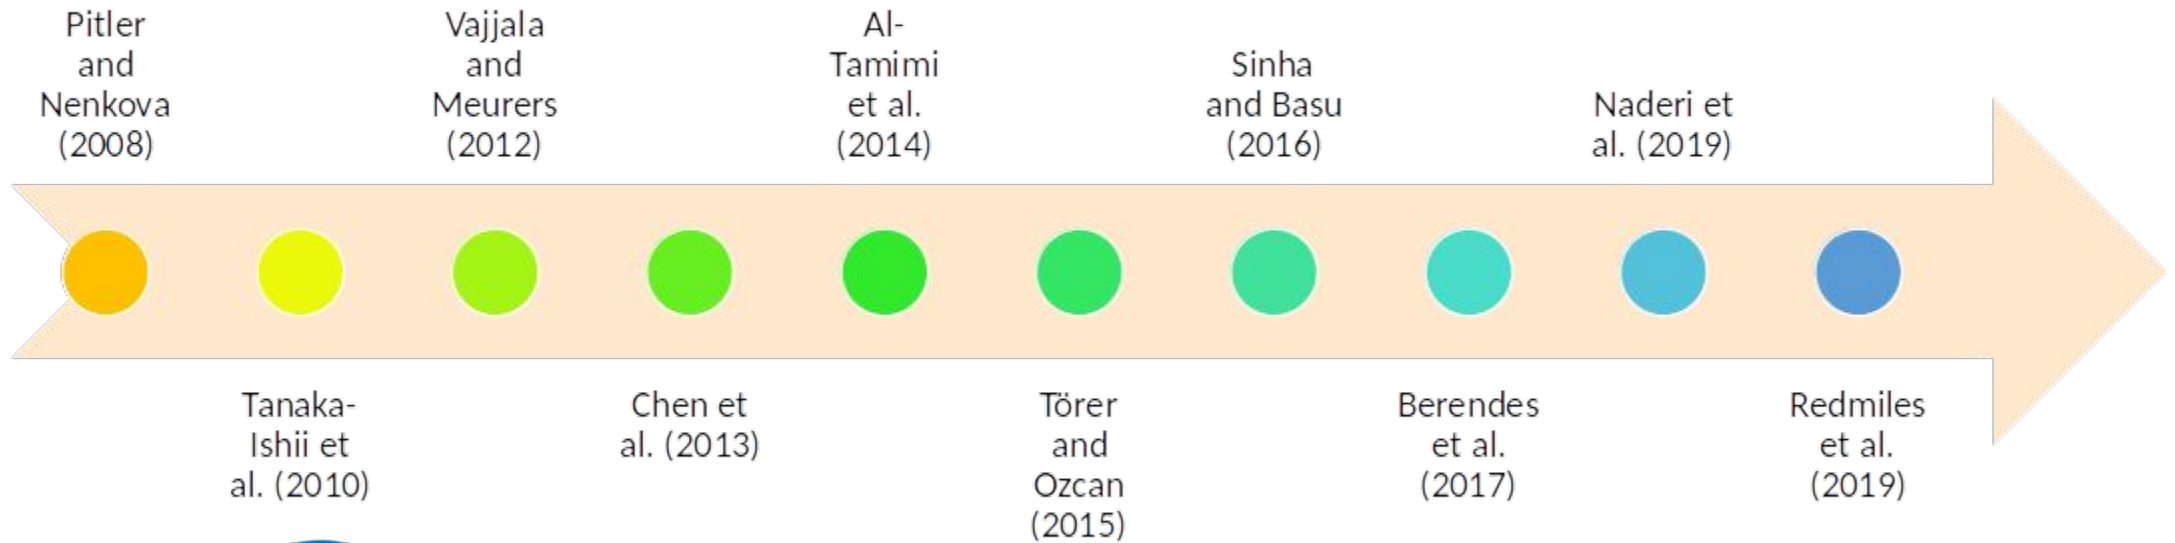 Pitler
and
Nenkova
(2008)
Vajjala
and
Meurers
(2012)
Al-
Tamimi
et al.
(2014)
Sinha
and Basu
(2016)
Naderi et
al. (2019)
Tanaka-
Ishii et
al. (2010)
Chen et
al. (2013)
Törer
and
Ozcan
(2015)
Berendes
et al.
(2017)
Redmiles
et al.
(2019)